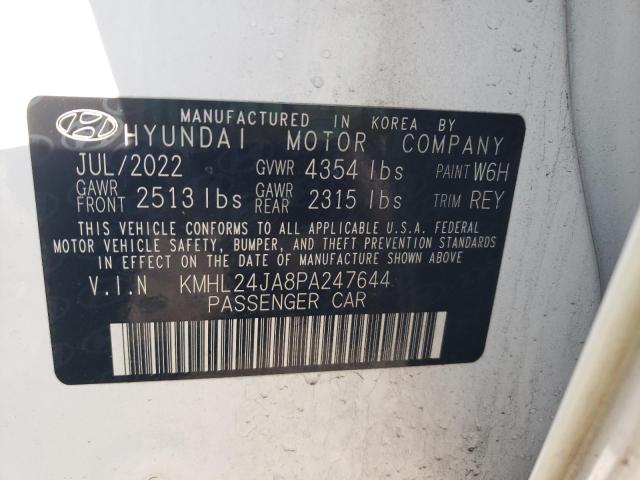 MANUFACTURED IN KOREA BY
HYUNDAI MOTOR COMPANY
JUL/2022 GVWR 4354 lbs PAINT W6H
GAWR FRONT 2513 lbs GAWR REAR 2315 lbs TRIM REY
THIS VEHICLE CONFORMS TO ALL APPLICABLE U.S.A. FEDERAL
MOTOR VEHICLE SAFETY, BUMPER, AND THEFT PREVENTION STANDARDS
IN EFFECT ON THE DATE OF MANUFACTURE SHOWN ABOVE.
V.I.N KMHL24JA8PA247644
PASSENGER CAR